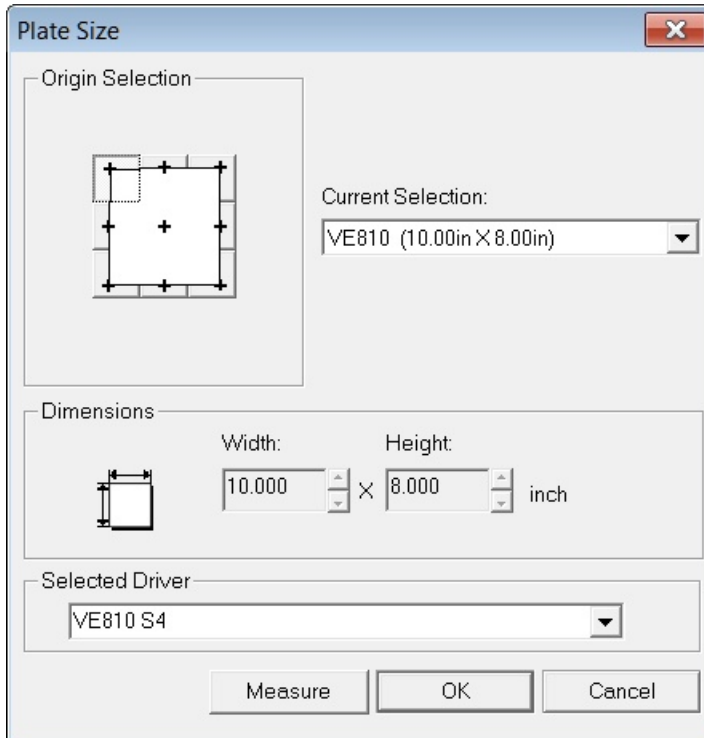 Plate Size
Origin Selection
Current Selection:
VE810 (10.00in X 8.00in)
Dimensions
Width: Height:
10.000 X 8.000 inch
Selected Driver
VE810 S4
Measure OK Cancel